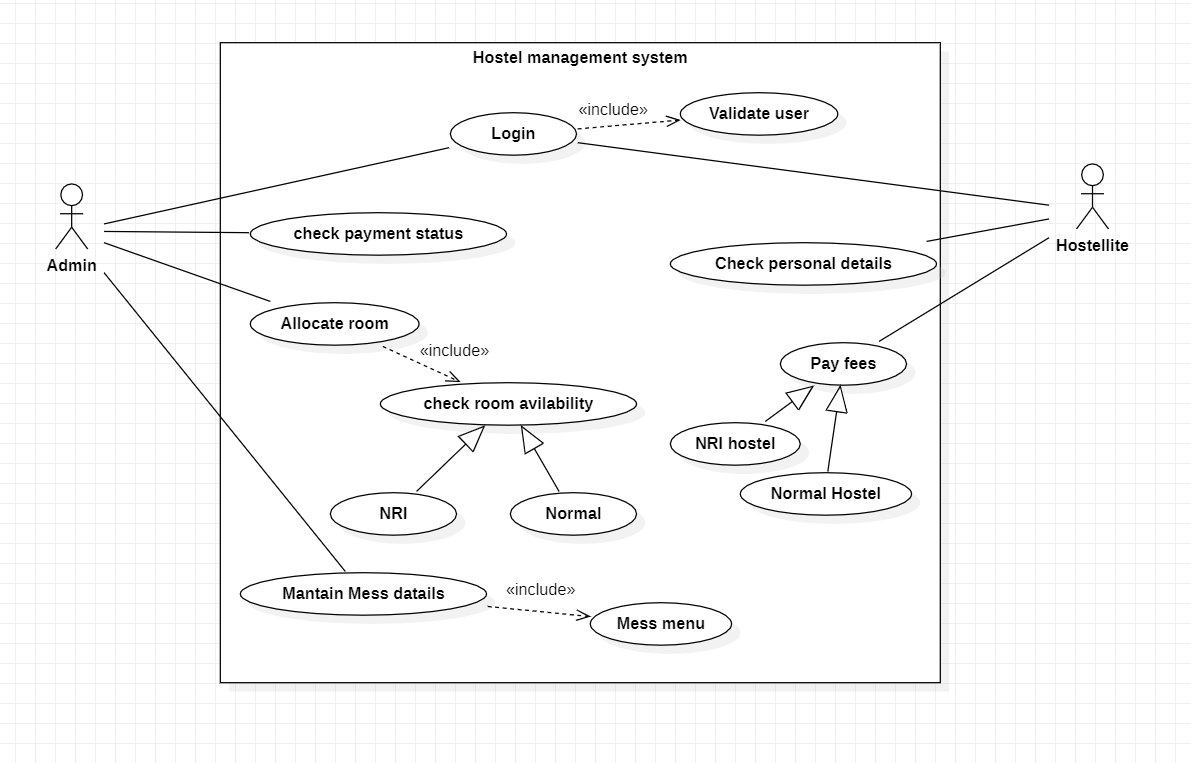 Hostel management system
«include»
Validate user
Login
check payment status
Admin
Hostellite
Check personal details
Allocate room
«include»
Pay fees
check room avilability
NRI hostel
Normal Hostel
NRI
Normal
Mantain Mess datails
«include»
Mess menu